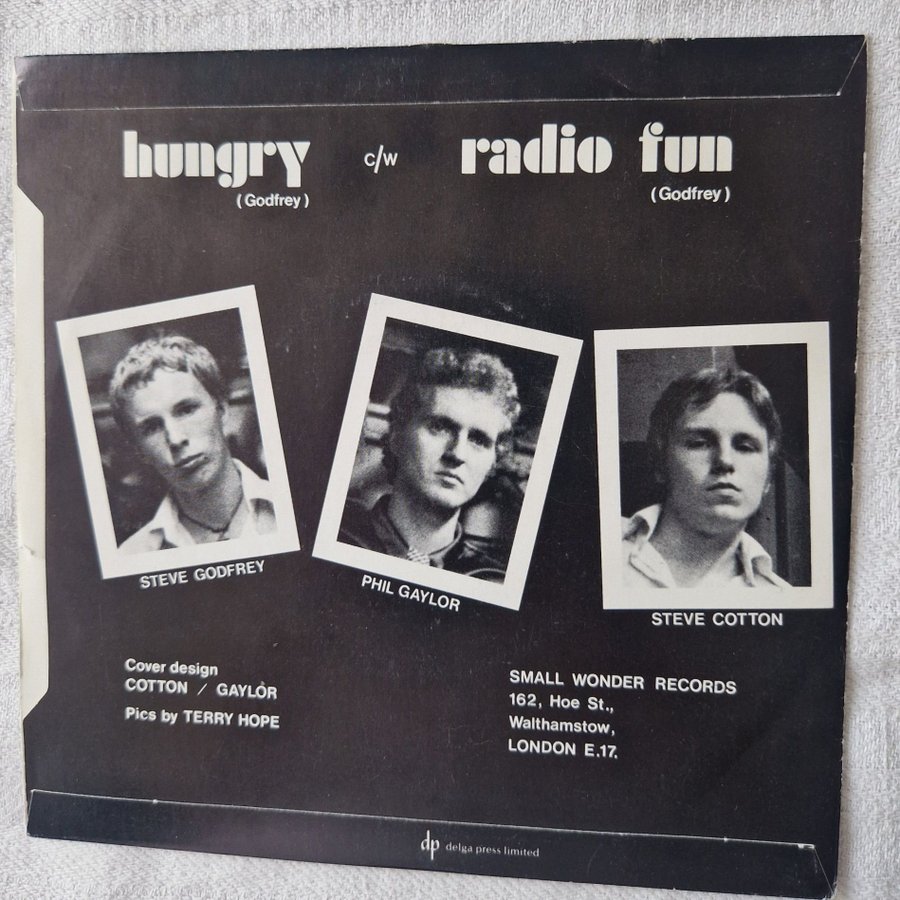 hungry c/w radio fun
(Godfrey) (Godfrey)
STEVE GODFREY
PHIL GAYLOR
STEVE COTTON
Cover design
COTTON / GAYLOR
Pics by TERRY HOPE
SMALL WONDER RECORDS
162, Hoe St.,
Walthamstow,
LONDON E.17.
dp delga press limited